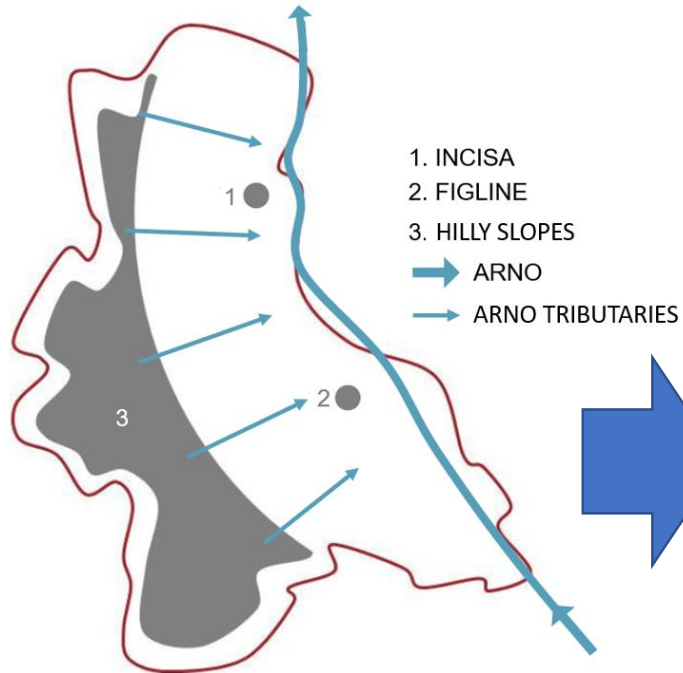 1. INCISA
2. FIGLINE
3. HILLY SLOPES
ARNO
ARNO TRIBUTARIES
1
2
3